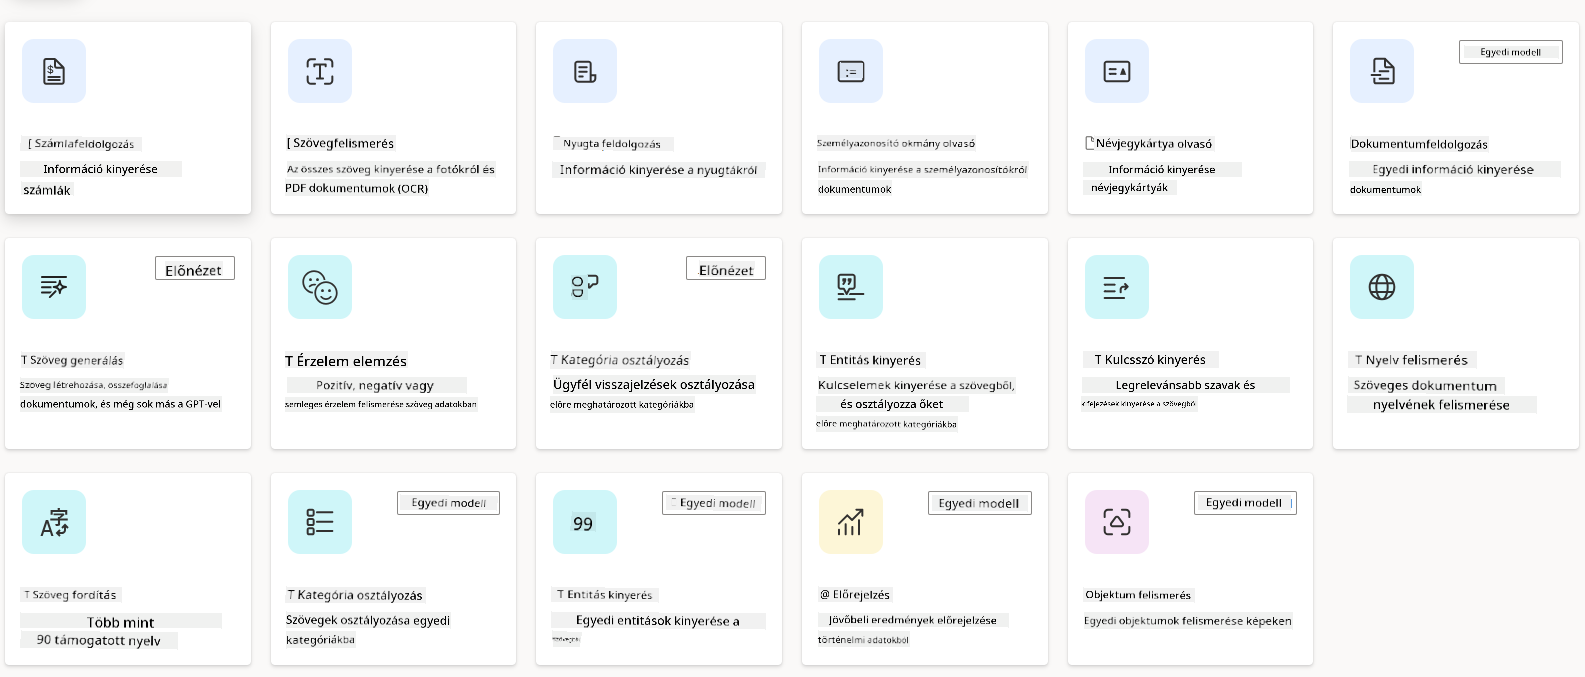 [ Számlafeldolgozás
Információ kinyerése
számlák
[ Szövegfelismerés
Az összes szöveg kinyerése a fotókról és
PDF dokumentumok (OCR)
Nyugta feldolgozás
Információ kinyerése a nyugtákról
Személyazonosító okmány olvasó
Információ kinyerése a személyazonosítókról
dokumentumok
Névjegykártya olvasó
Információ kinyerése
névjegykártyák
Egyedi modell
Dokumentumfeldolgozás
Egyedi információ kinyerése
dokumentumok
Előnézet
T Szöveg generálás
Szöveg létrehozása, összefoglalása
dokumentumok, és még sok más a GPT-vel
T Érzelem elemzés
Pozitív, negatív vagy
semleges érzelem felismerése szöveg adatokban
Előnézet
T Kategória osztályozás
Ügyfél visszajelzések osztályozása
előre meghatározott kategóriákba
T Entitás kinyerés
Kulcselemek kinyerése a szövegből,
és osztályozza őket
előre meghatározott kategóriákba
T Kulcsszó kinyerés
Legrelevánsabb szavak és
kifejezések kinyerése a szövegből
T Nyelv felismerés
Szöveges dokumentum
nyelvének felismerése
T Szöveg fordítás
Több mint
90 támogatott nyelv
Egyedi modell
T Kategória osztályozás
Szövegek osztályozása egyedi
kategóriákba
Egyedi modell
99
T Entitás kinyerés
Egyedi entitások kinyerése a
Egyedi modell
@ Előrejelzés
Jövőbeli eredmények előrejelzése
történelmi adatokból
Egyedi modell
Objektum felismerés
Egyedi objektumok felismerése képeken